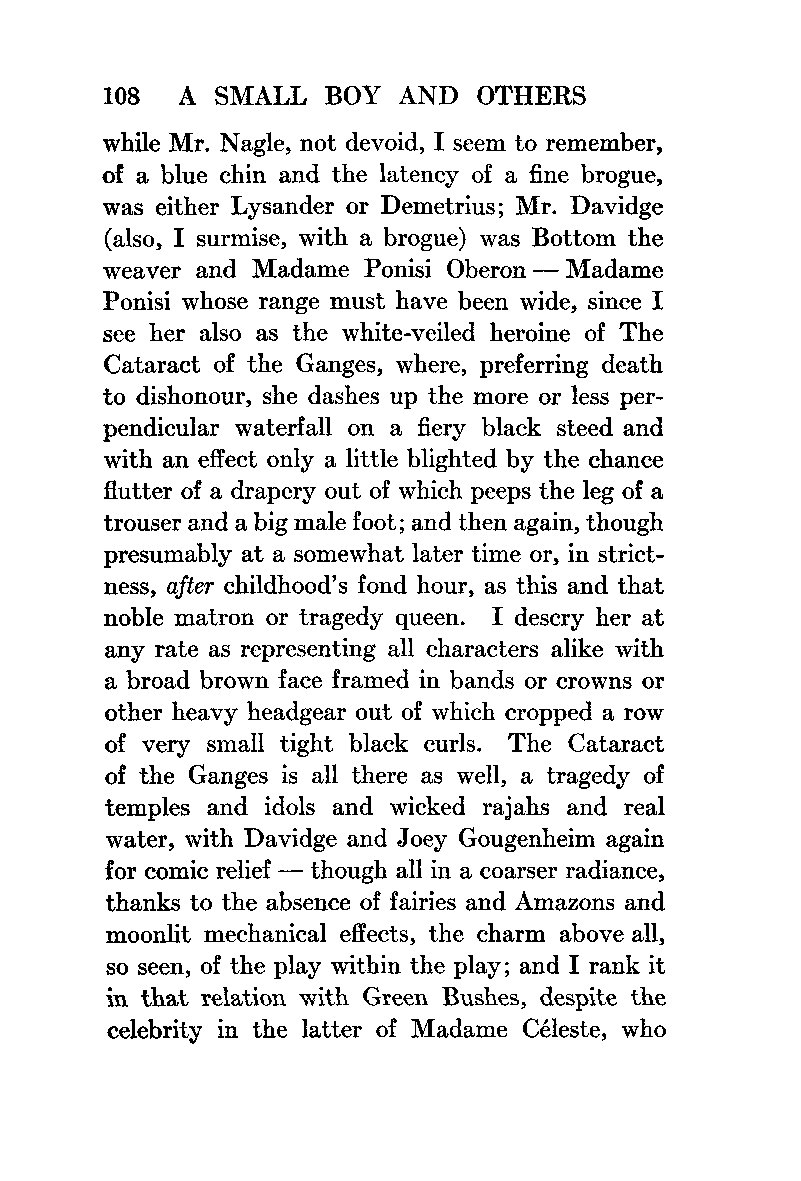 108 A SMALL BOY AND OTHERS
while Mr. Nagle, not devoid, I seem to remember,
of a blue chin and the latency of a fine brogue,
was either Lysander or Demetrius; Mr. Davidge
(also, I surmise, with a brogue) was Bottom the
weaver and Madame Ponisi Oberon — Madame
Ponisi whose range must have been wide, since I
see her also as the white-veiled heroine of The
Cataract of the Ganges, where, preferring death
to dishonour, she dashes up the more or less per-
pendicular waterfall on a fiery black steed and
with an effect only a little blighted by the chance
flutter of a drapery out of which peeps the leg of a
trouser and a big male foot; and then again, though
presumably at a somewhat later time or, in strict-
ness, after childhood's fond hour, as this and that
noble matron or tragedy queen. I descry her at
any rate as representing all characters alike with
a broad brown face framed in bands or crowns or
other heavy headgear out of which cropped a row
of very small tight black curls. The Cataract
of the Ganges is all there as well, a tragedy of
temples and idols and wicked rajahs and real
water, with Davidge and Joey Gougenheim again
for comic relief — though all in a coarser radiance,
thanks to the absence of fairies and Amazons and
moonlit mechanical effects, the charm above all,
so seen, of the play within the play; and I rank it
in that relation with Green Bushes, despite the
celebrity in the latter of Madame Céleste, who